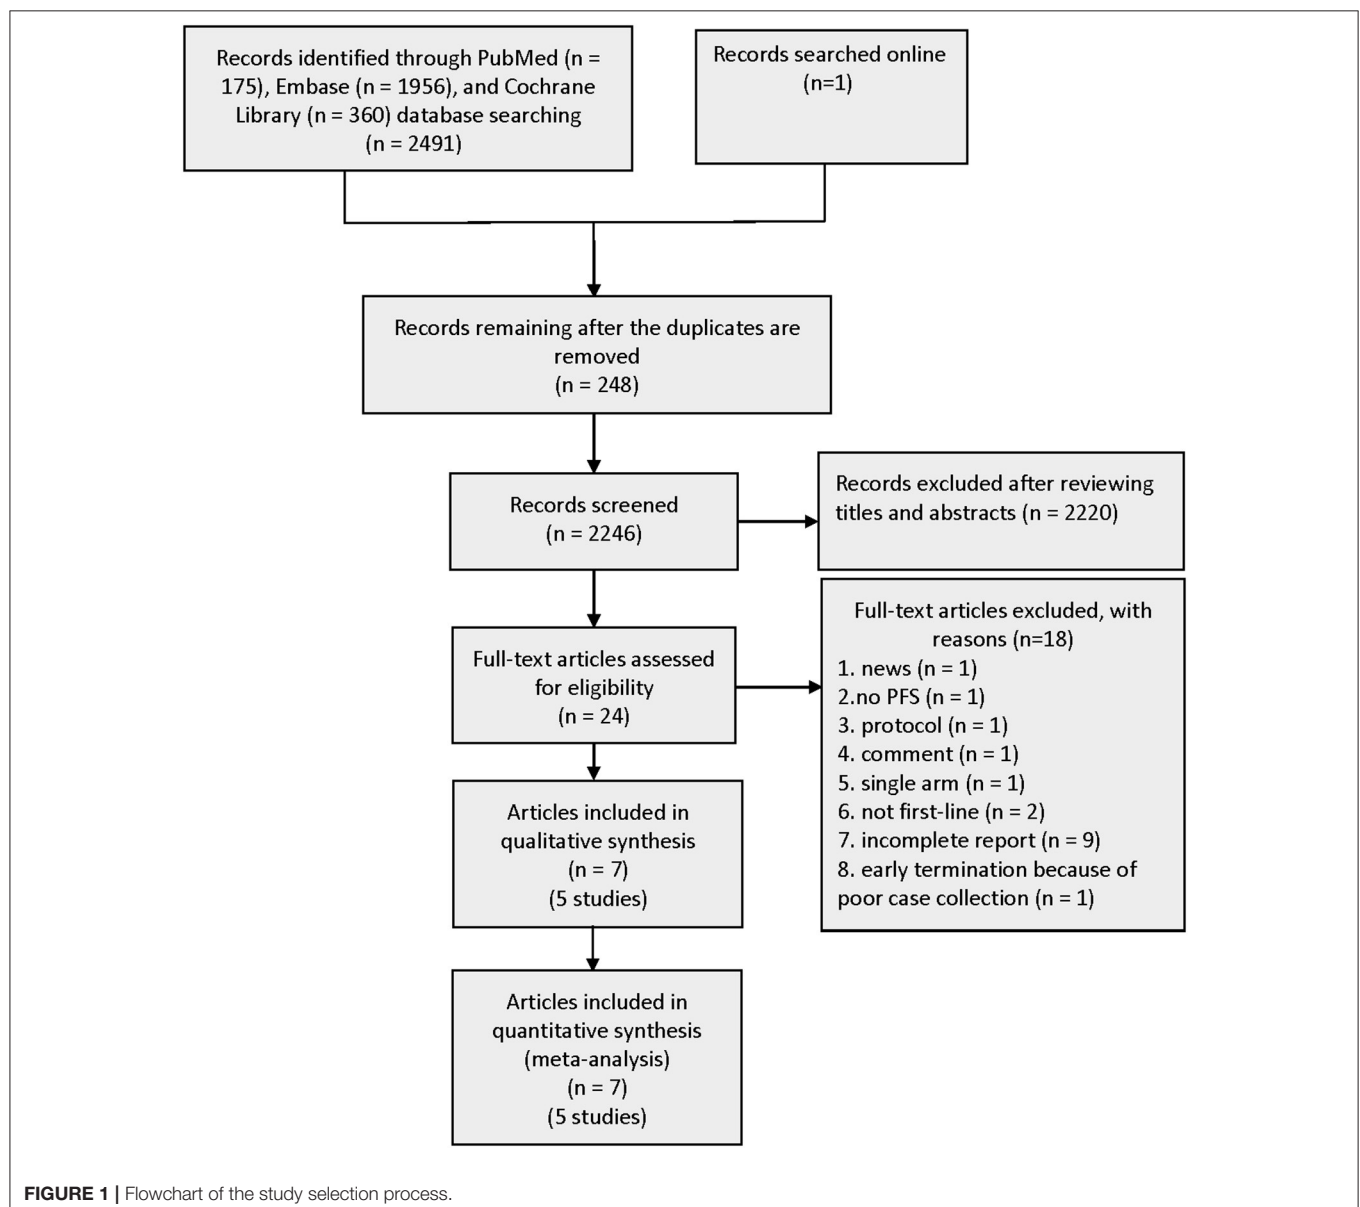 Records identified through PubMed (n =
175), Embase (n = 1956), and Cochrane
Library (n = 360) database searching
(n = 2491)
Records searched online
(n=1)
Records remaining after the duplicates are
removed
(n = 248)
Records screened
(n = 2246)
Records excluded after reviewing
titles and abstracts (n = 2220)
Full-text articles assessed
for eligibility
(n = 24)
Full-text articles excluded, with
reasons (n=18)
1. news (n = 1)
2.no PFS (n = 1)
3. protocol (n = 1)
4. comment (n = 1)
5. single arm (n = 1)
6. not first-line (n = 2)
7. incomplete report (n = 9)
8. early termination because of
poor case collection (n = 1)
Articles included in
qualitative synthesis
(n = 7)
(5 studies)
Articles included in
quantitative synthesis
(meta-analysis)
(n = 7)
(5 studies)
FIGURE 1 | Flowchart of the study selection process.